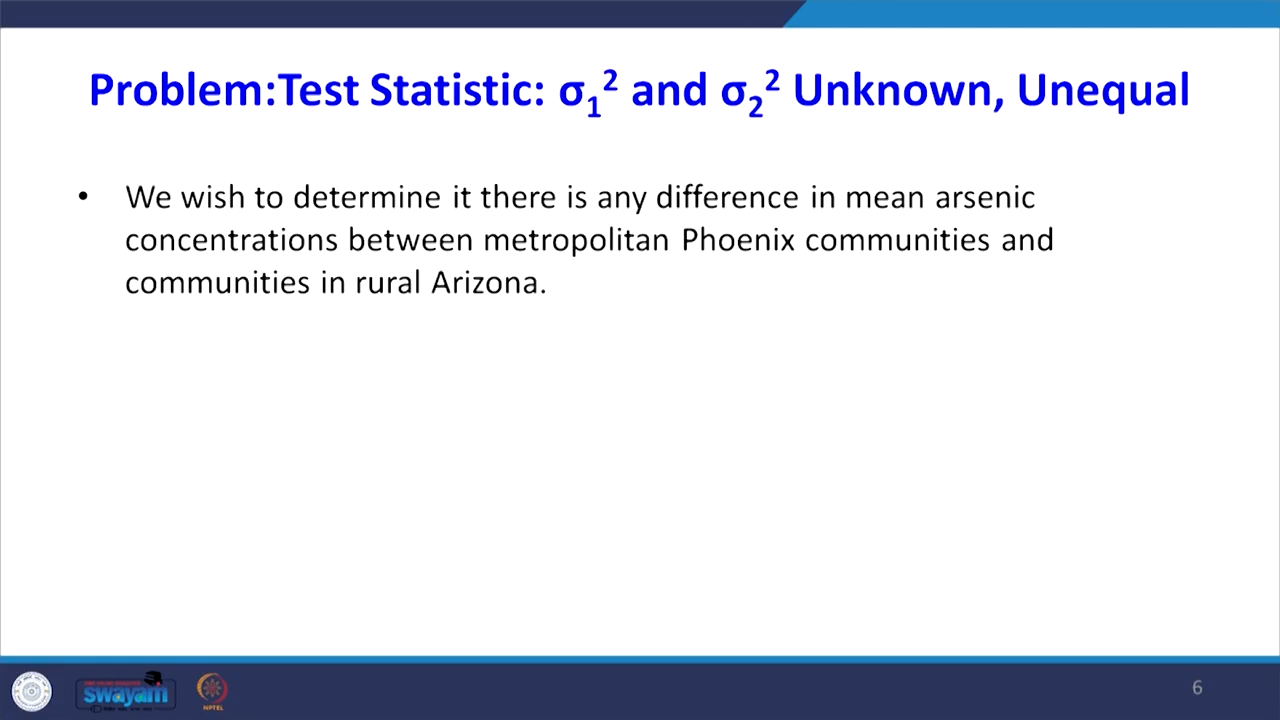 Problem:Test Statistic: σ₁² and σ₂² Unknown, Unequal
• We wish to determine it there is any difference in mean arsenic
concentrations between metropolitan Phoenix communities and
communities in rural Arizona.
swayam
NPTEL
6